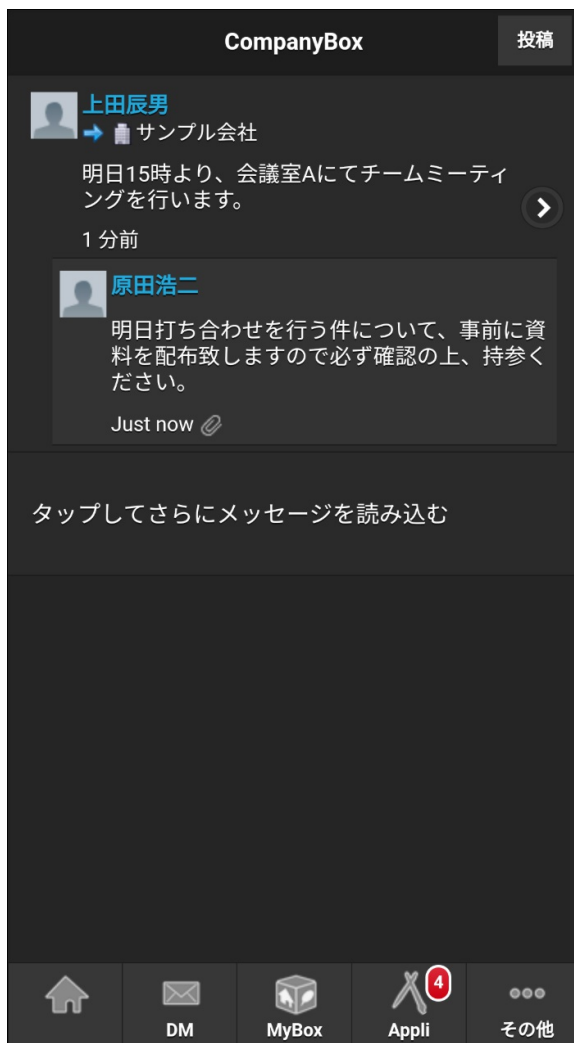 CompanyBox
投稿
上田辰男
サンプル会社
明日15時より、会議室Aにてチームミーティ
ングを行います。
1 分前
原田浩二
明日打ち合わせを行う件について、事前に資
料を配布致しますので必ず確認の上、持参く
ださい。
Just now
タップしてさらにメッセージを読み込む
4
DM
MyBox
Appli
その他